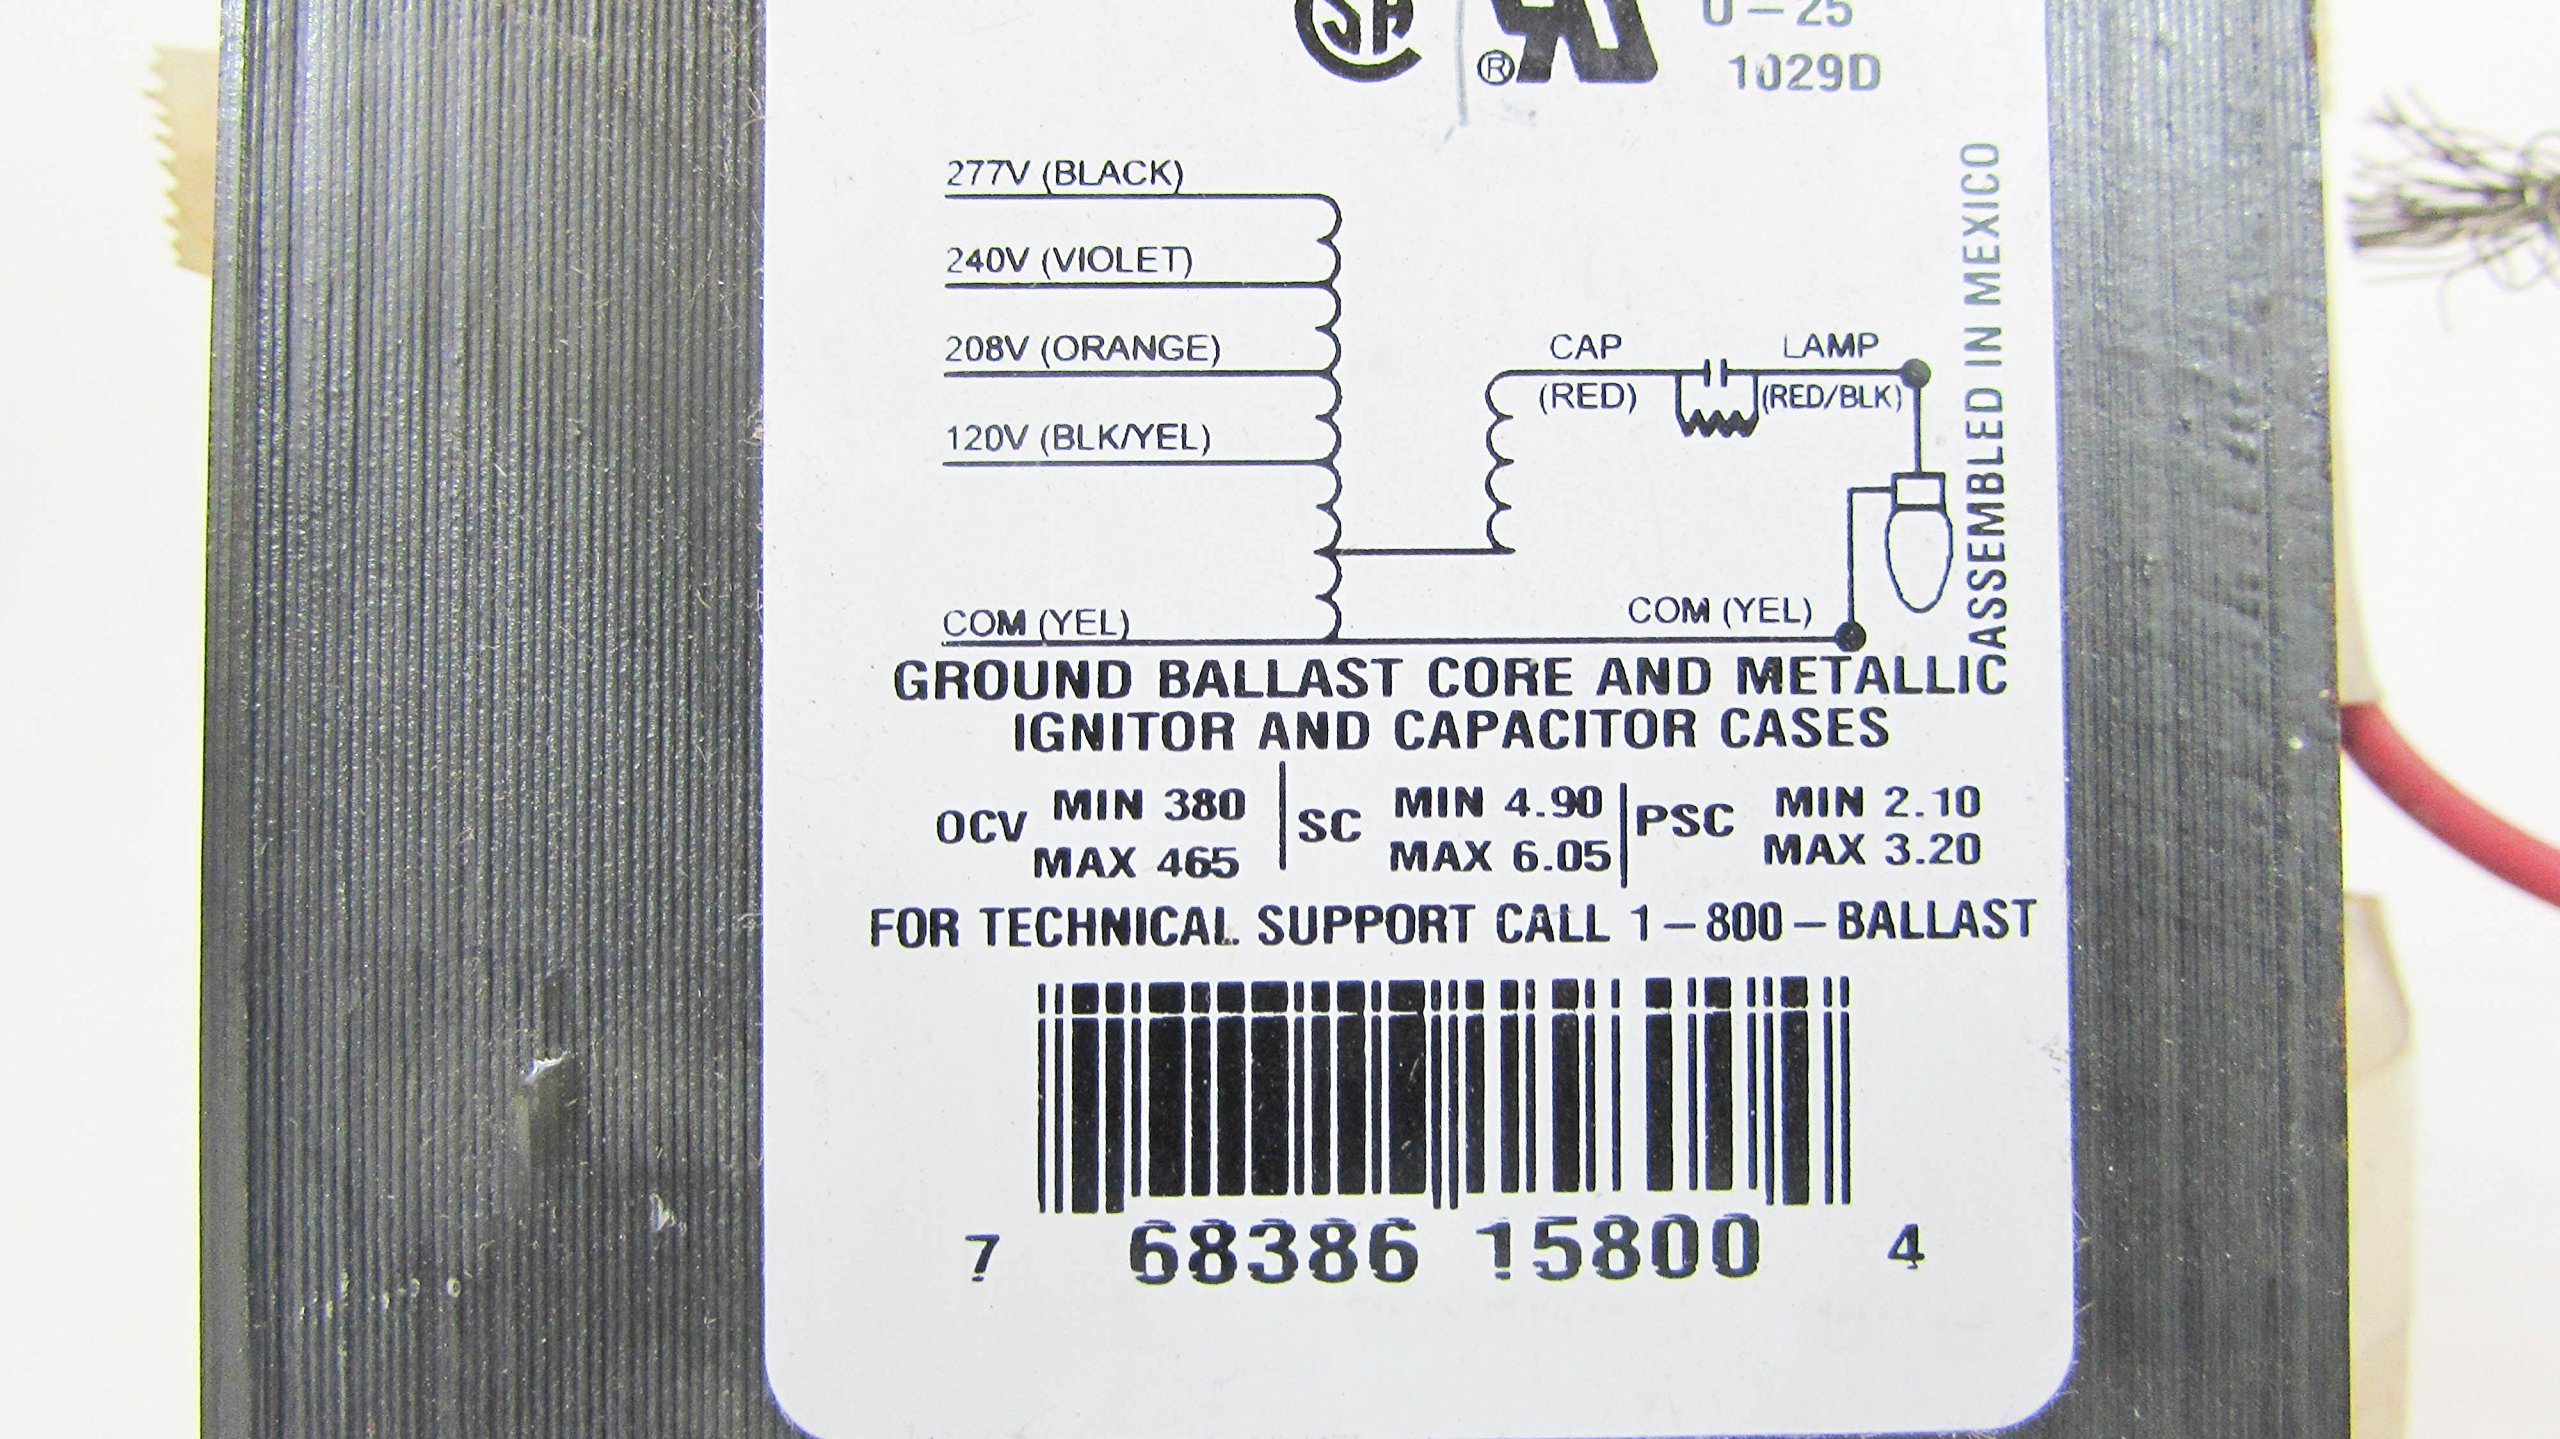 SA
®
U-25
1029D
277V (BLACK)
240V (VIOLET)
208V (ORANGE)
120V (BLK/YEL)
COM (YEL)
CAP
(RED)
LAMP
(RED/BLK)
COM (YEL)
ASSEMBLED IN MEXICO
GROUND BALLAST CORE AND METALLIC
IGNITOR AND CAPACITOR CASES
OCV MIN 380 SC MIN 4.90 PSC MIN 2.10
MAX 465 MAX 6.05 MAX 3.20
FOR TECHNICAL SUPPORT CALL 1-800-BALLAST
7 68386 15800 4